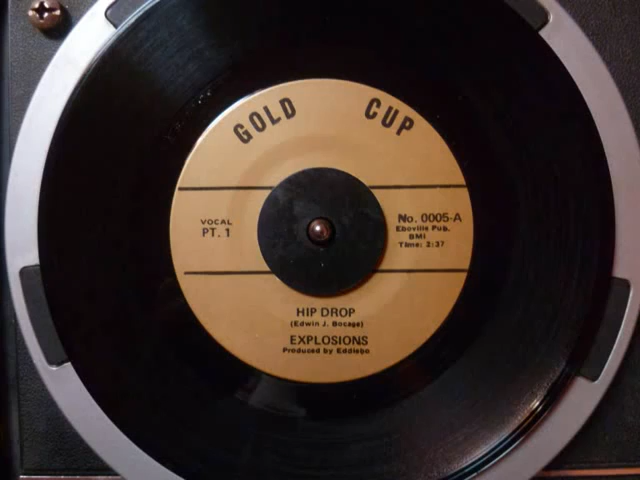 GOLD CUP
VOCAL
PT. 1
No. 0005-A
Eboville Pub.
BMI
Time: 2:37
HIP DROP
(Edwin J. Bocage)
EXPLOSIONS
Produced by Eddiebo